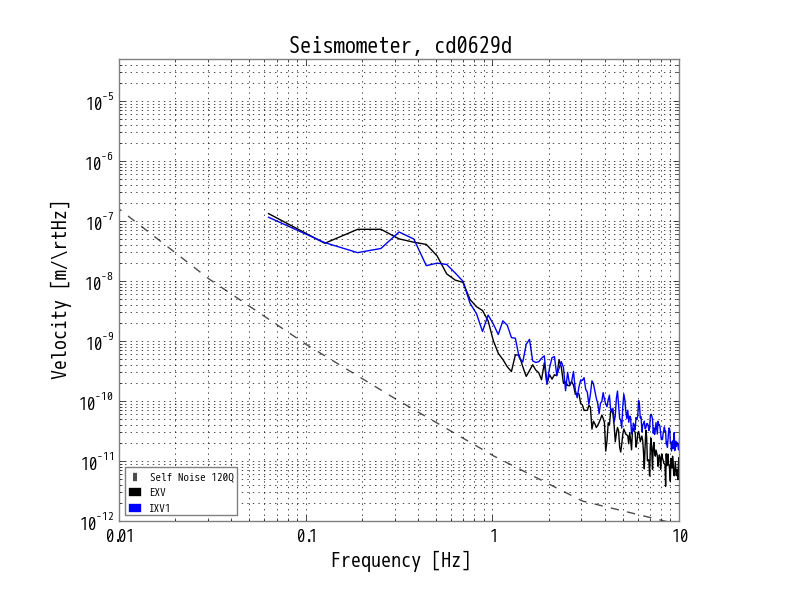 Seismometer, cd0629d
Velocity [m/\rtHz]
10^-5
10^-6
10^-7
10^-8
10^-9
10^-10
10^-11
10^-12
Self Noise 120Q
EXV
IXV1
0.01
0.1
1
10
Frequency [Hz]